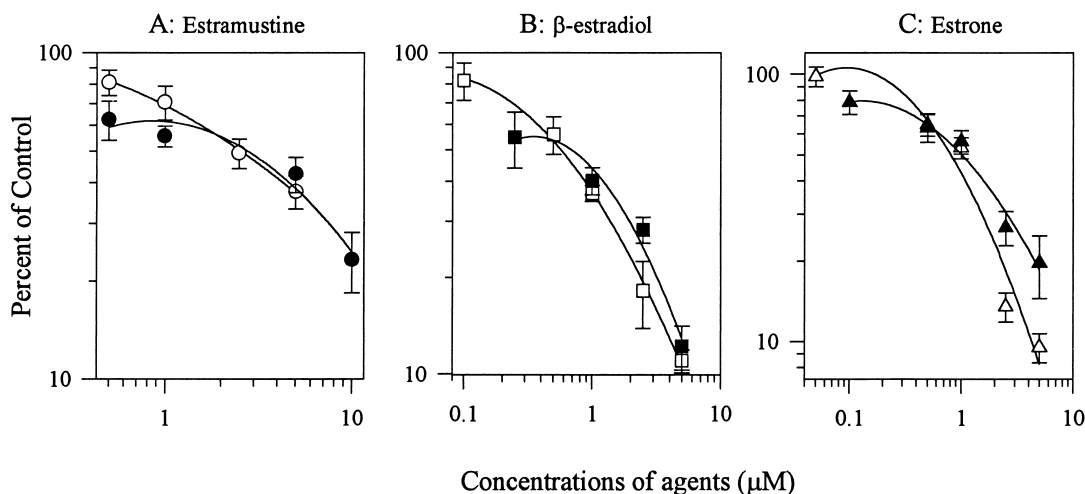 A: Estramustine
B: β-estradiol
C: Estrone
Percent of Control
100
10
1
10
100
10
0.1
1
10
100
10
0.1
1
10
Concentrations of agents (μM)